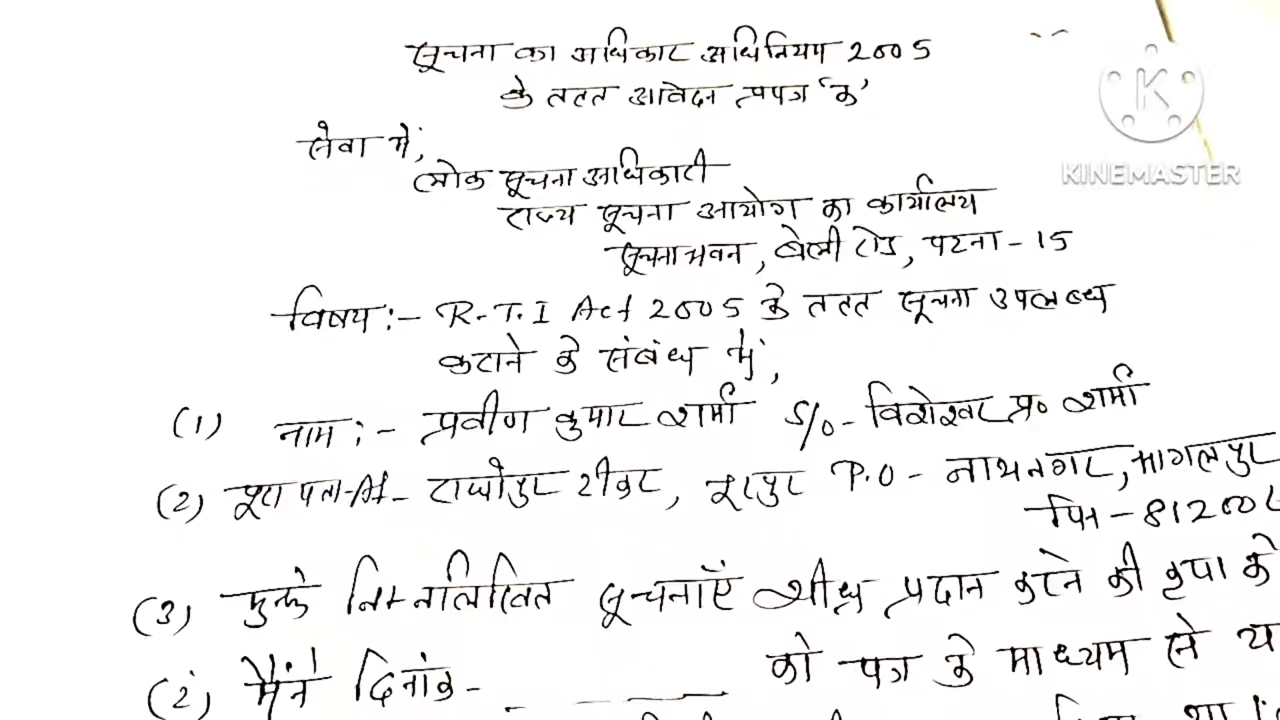 सूचना का अधिकार अधिनियम 2005
के तहत आवेदन प्रपत्र 'क'
सेवा में,
लोक सूचना अधिकारी
राज्य सूचना आयोग का कार्यालय
सूचना भवन, बेली रोड, पटना - 15
विषय :- R.T.I Act 2005 के तहत सूचना उपलब्ध
कराने के संबंध में,
(1) नाम :- प्रवीण कुमार शर्मा S/o - विशेश्वर प्र० शर्मा
(2) पूरा पता-At- टीकर, P.O - नाथनगर, भागलपुर
पिन - 81200
(3) मुझे निम्नलिखित सूचनाएँ शीघ्र प्रदान करने की कृपा के
(i) मैंने दिनांक - को पत्र के माध्यम से य
KINEMASTER